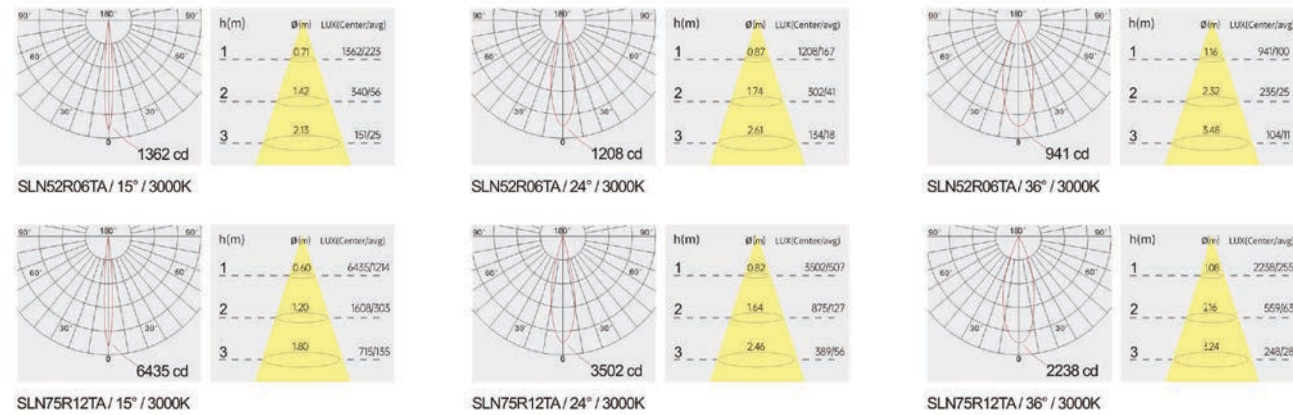 90° 180° 90°
60° 60°
30° 30°
0
1362 cd
h(m) Ø(m) LUX(Center/avg)
1 0.71 1362/223
2 1.42 340/56
3 2.13 151/25
SLN52R06TA / 15° / 3000K
90° 180° 90°
60° 60°
30° 30°
0
1208 cd
h(m) Ø(m) LUX(Center/avg)
1 0.87 1208/167
2 1.74 302/41
3 2.61 134/18
SLN52R06TA / 24° / 3000K
90° 180° 90°
60° 60°
30° 30°
0
941 cd
h(m) Ø(m) LUX(Center/avg)
1 1.16 941/100
2 2.32 235/25
3 3.48 104/11
SLN52R06TA / 36° / 3000K
90° 180° 90°
60° 60°
30° 30°
0
6435 cd
h(m) Ø(m) LUX(Center/avg)
1 0.60 6435/1214
2 1.20 1608/303
3 1.80 715/135
SLN75R12TA / 15° / 3000K
90° 180° 90°
60° 60°
30° 30°
0
3502 cd
h(m) Ø(m) LUX(Center/avg)
1 0.82 3502/507
2 1.64 875/127
3 2.46 389/56
SLN75R12TA / 24° / 3000K
90° 180° 90°
60° 60°
30° 30°
0
2238 cd
h(m) Ø(m) LUX(Center/avg)
1 1.08 2238/255
2 2.16 559/63
3 3.24 248/28
SLN75R12TA / 36° / 3000K